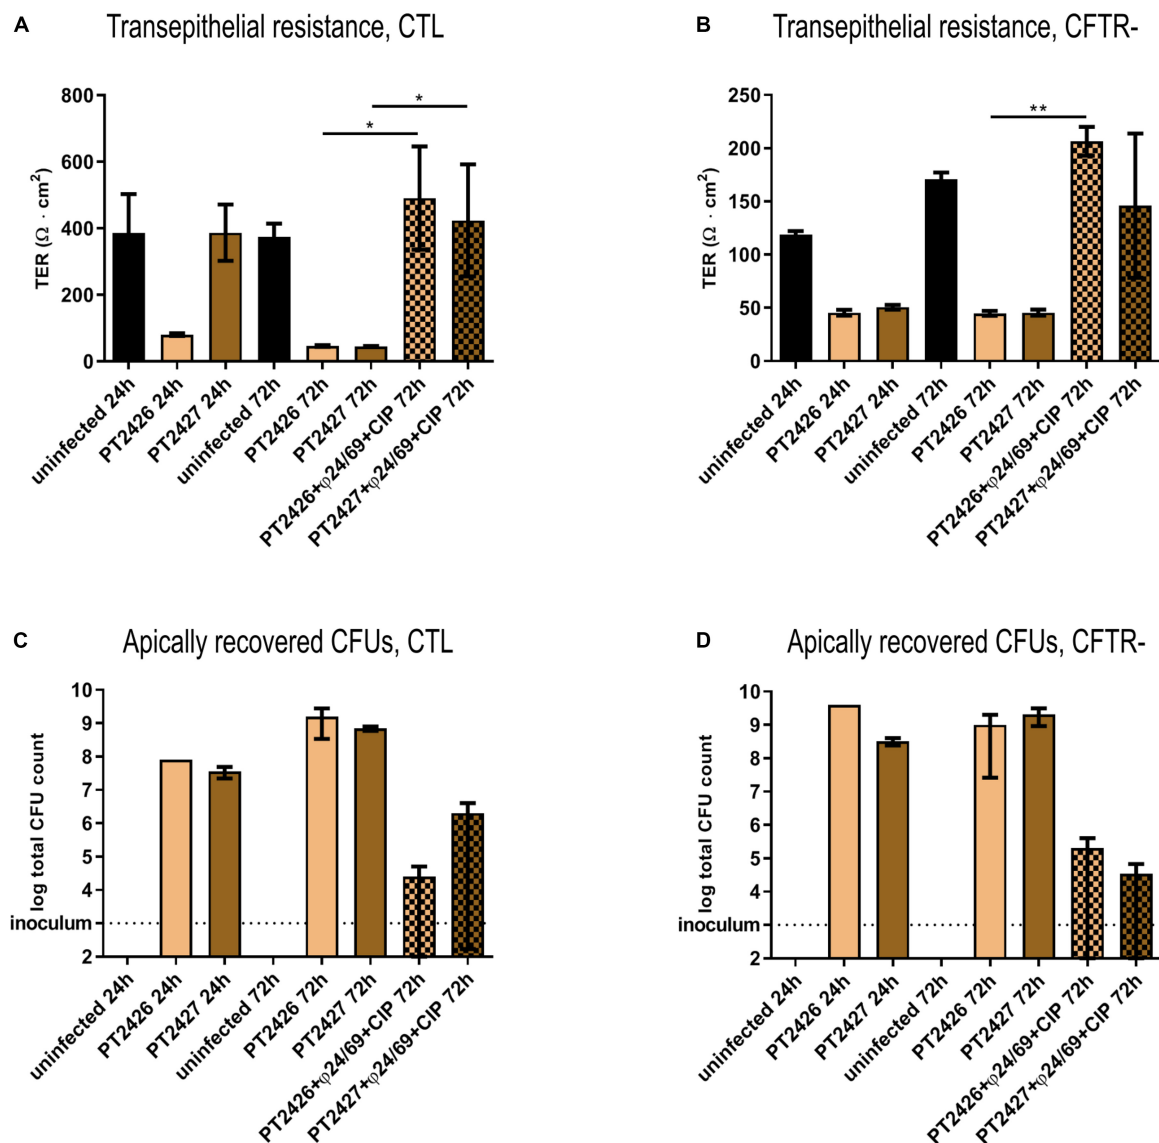 A Transepithelial resistance, CTL
TER (Ω · cm²)
800
600
400
200
0
*
*
uninfected 24h
PT2426 24h
PT2427 24h
uninfected 72h
PT2426 72h
PT2427 72h
PT2426+φ24/69+CIP 72h
PT2427+φ24/69+CIP 72h
B Transepithelial resistance, CFTR-
TER (Ω · cm²)
250
200
150
100
50
0
**
uninfected 24h
PT2426 24h
PT2427 24h
uninfected 72h
PT2426 72h
PT2427 72h
PT2426+φ24/69+CIP 72h
PT2427+φ24/69+CIP 72h
C Apically recovered CFUs, CTL
log total CFU count
10
9
8
7
6
5
4
inoculum
2
uninfected 24h
PT2426 24h
PT2427 24h
uninfected 72h
PT2426 72h
PT2427 72h
PT2426+φ24/69+CIP 72h
PT2427+φ24/69+CIP 72h
D Apically recovered CFUs, CFTR-
log total CFU count
10
9
8
7
6
5
4
inoculum
2
uninfected 24h
PT2426 24h
PT2427 24h
uninfected 72h
PT2426 72h
PT2427 72h
PT2426+φ24/69+CIP 72h
PT2427+φ24/69+CIP 72h